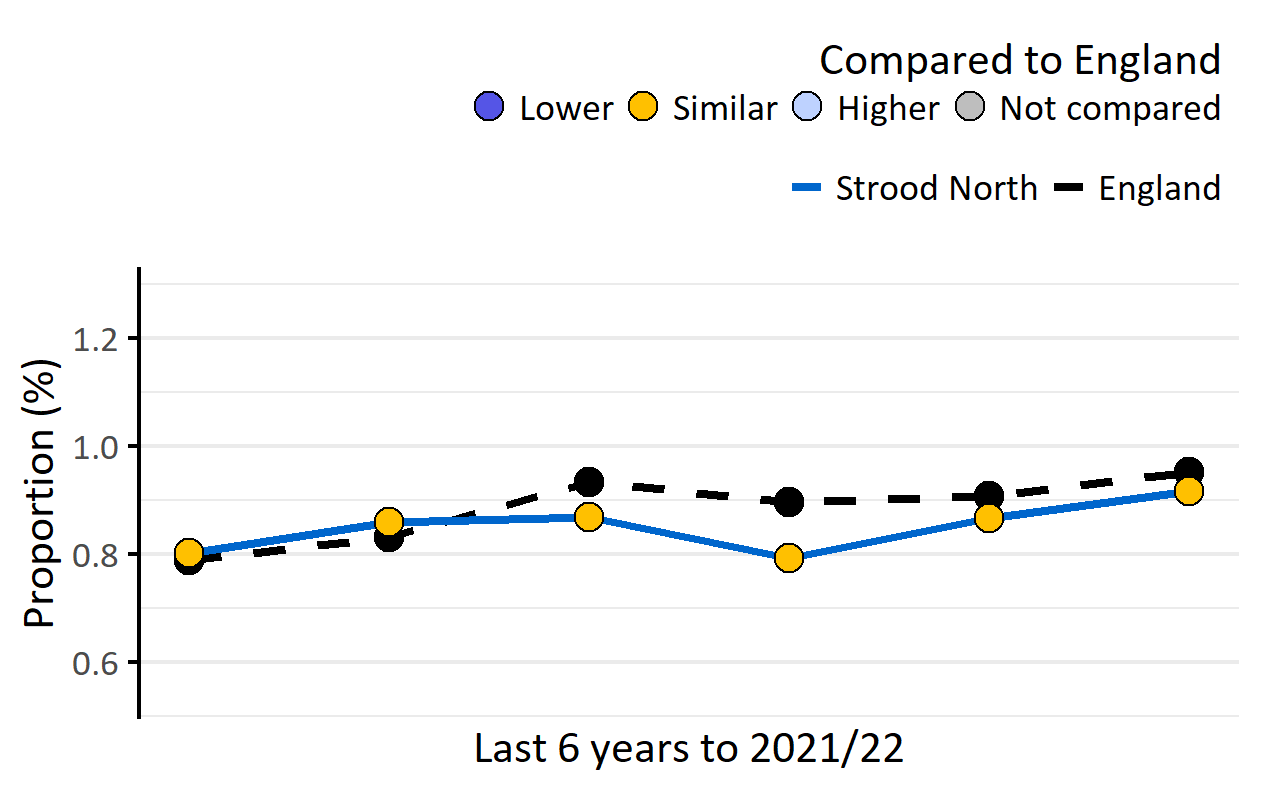 Compared to England
Lower Similar Higher Not compared
Strood North England
Proportion (%)
1.2
1.0
0.8
0.6
Last 6 years to 2021/22